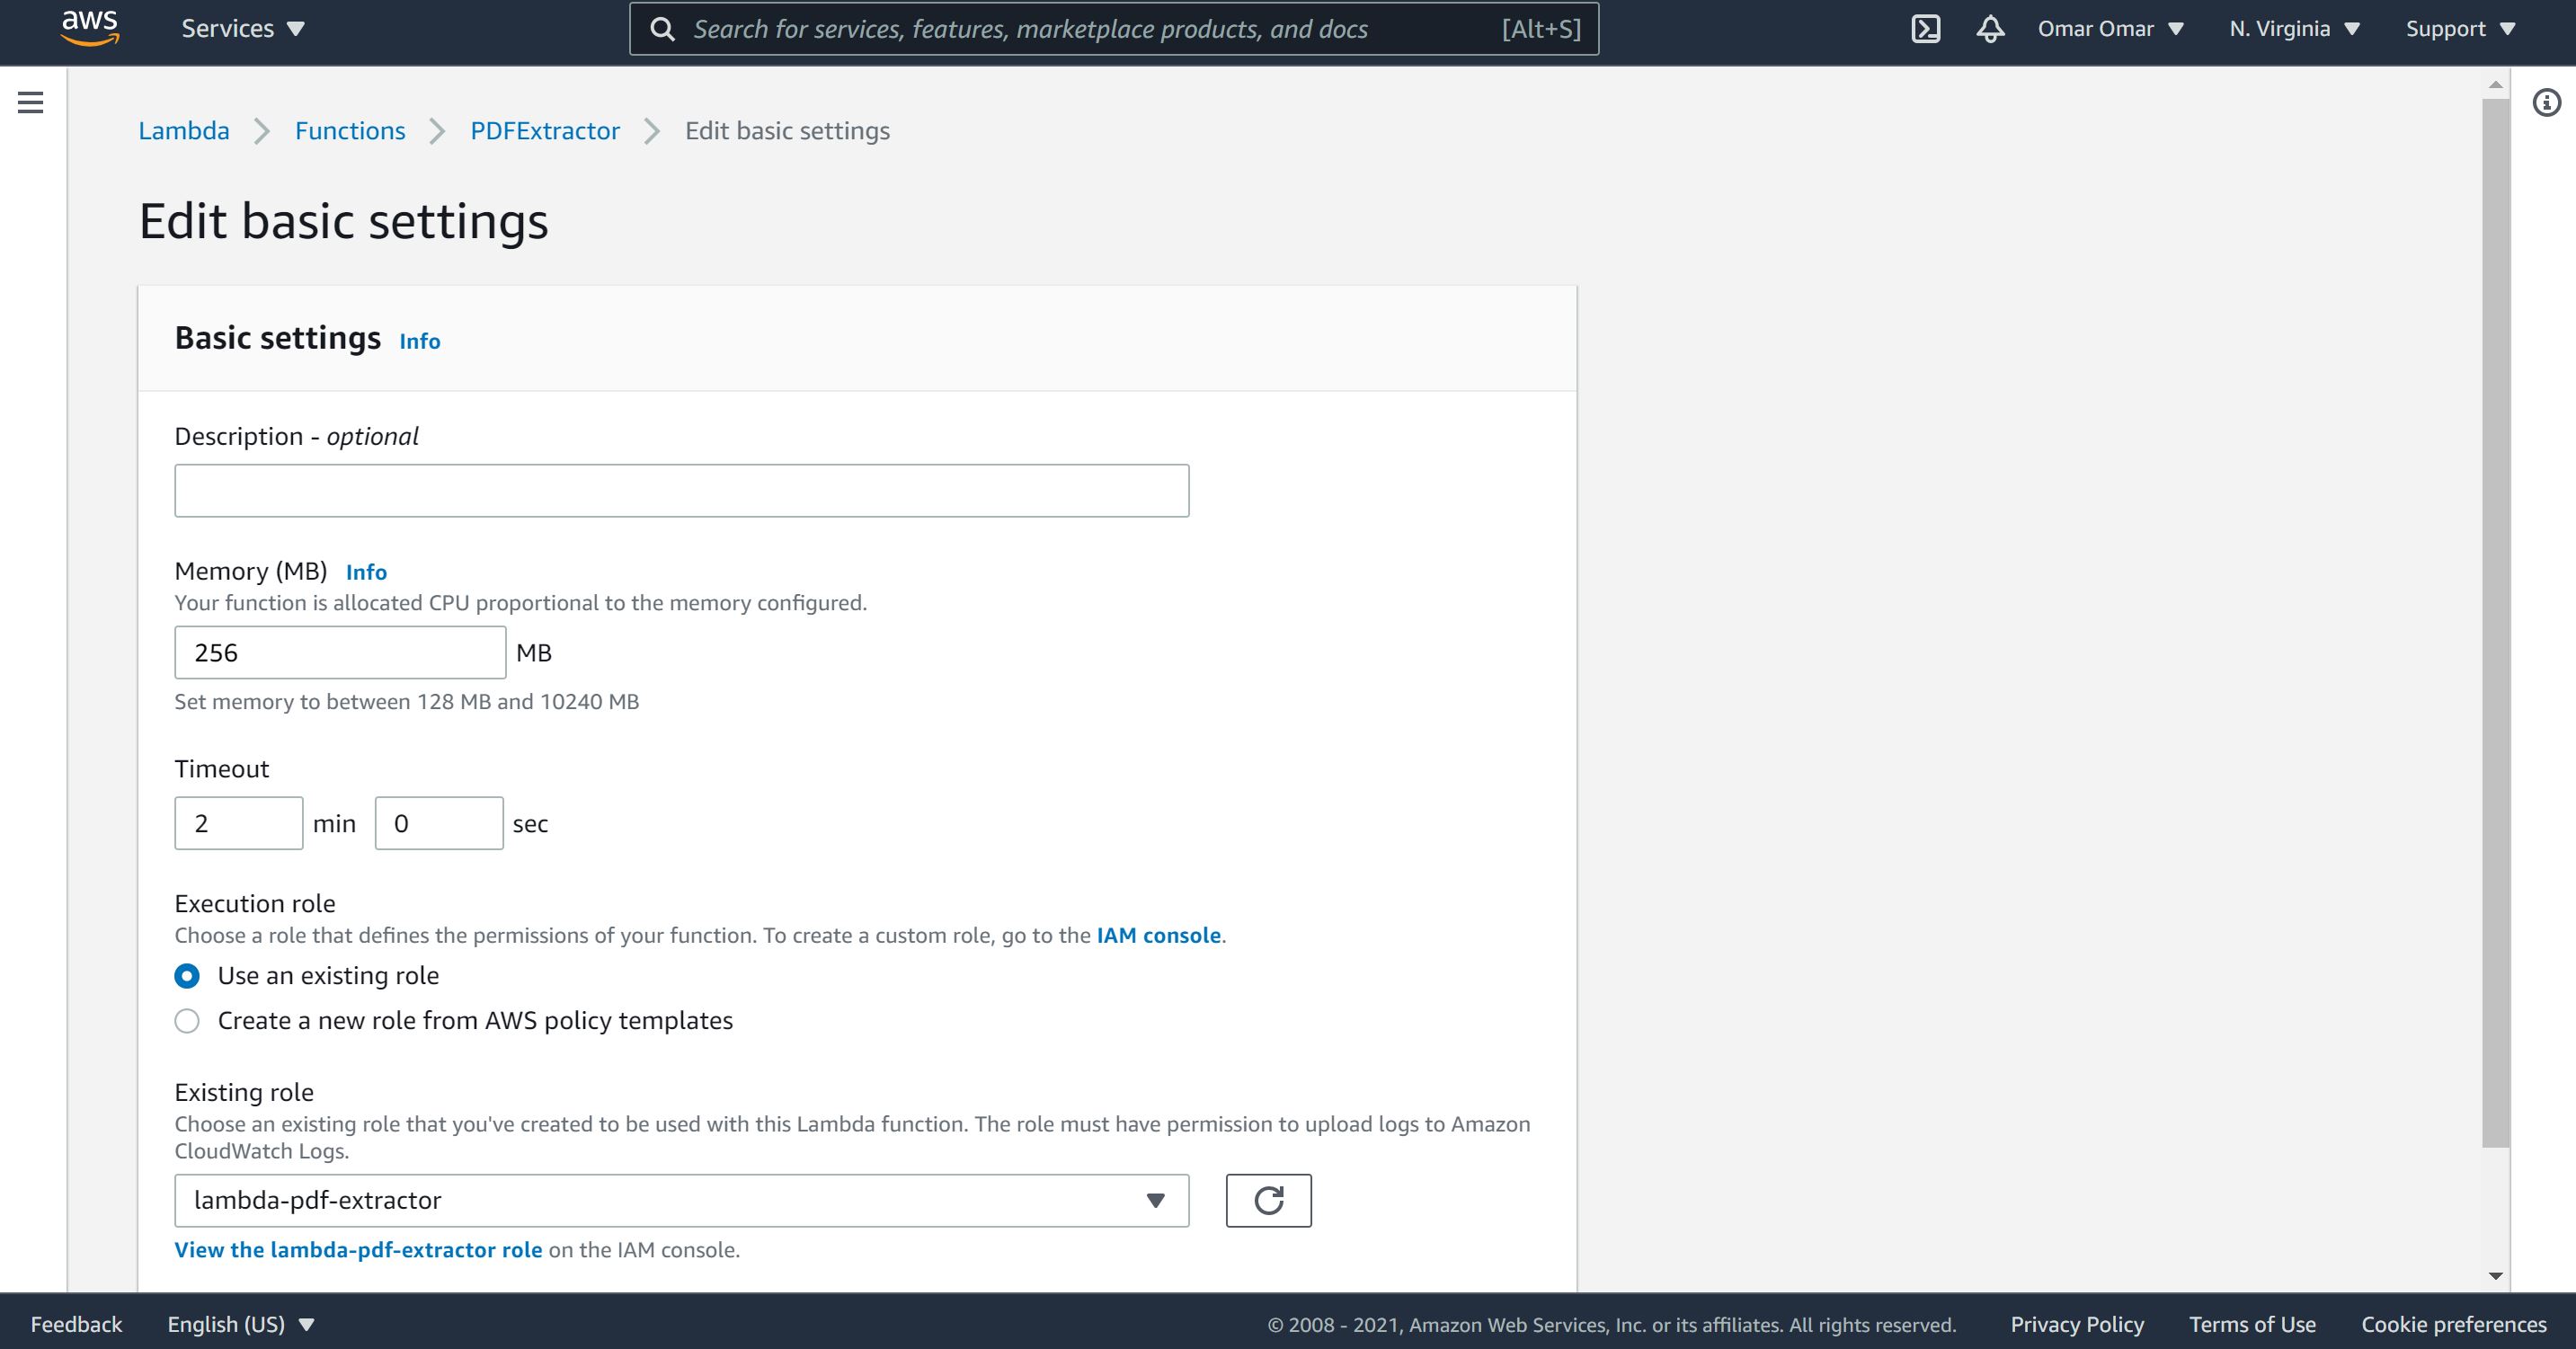 aws Services Search for services, features, marketplace products, and docs [Alt+S] Omar Omar N. Virginia Support
Lambda Functions PDFExtractor Edit basic settings
Edit basic settings
Basic settings Info
Description - optional
Memory (MB) Info
Your function is allocated CPU proportional to the memory configured.
256 MB
Set memory to between 128 MB and 10240 MB
Timeout
2 min 0 sec
Execution role
Choose a role that defines the permissions of your function. To create a custom role, go to the IAM console.
Use an existing role
Create a new role from AWS policy templates
Existing role
Choose an existing role that you've created to be used with this Lambda function. The role must have permission to upload logs to Amazon
CloudWatch Logs.
lambda-pdf-extractor
View the lambda-pdf-extractor role on the IAM console.
Feedback English (US) © 2008 - 2021, Amazon Web Services, Inc. or its affiliates. All rights reserved. Privacy Policy Terms of Use Cookie preferences